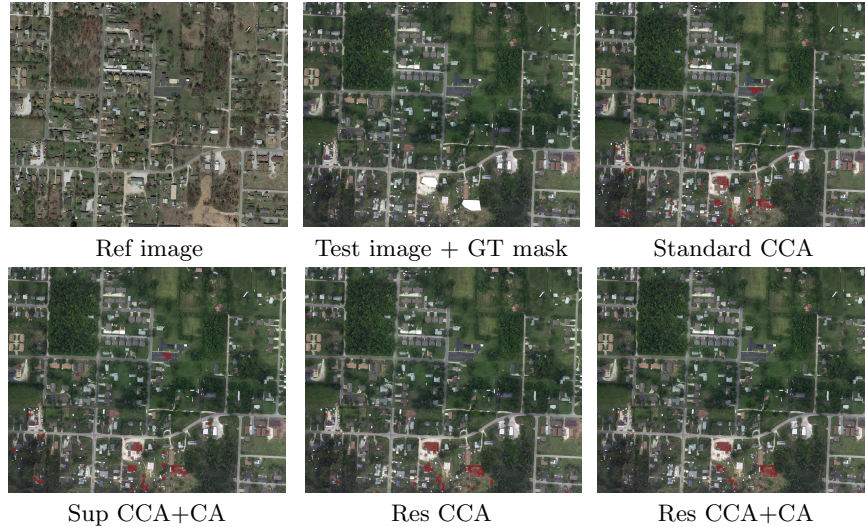 Ref image
Test image + GT mask
Standard CCA
Sup CCA+CA
Res CCA
Res CCA+CA